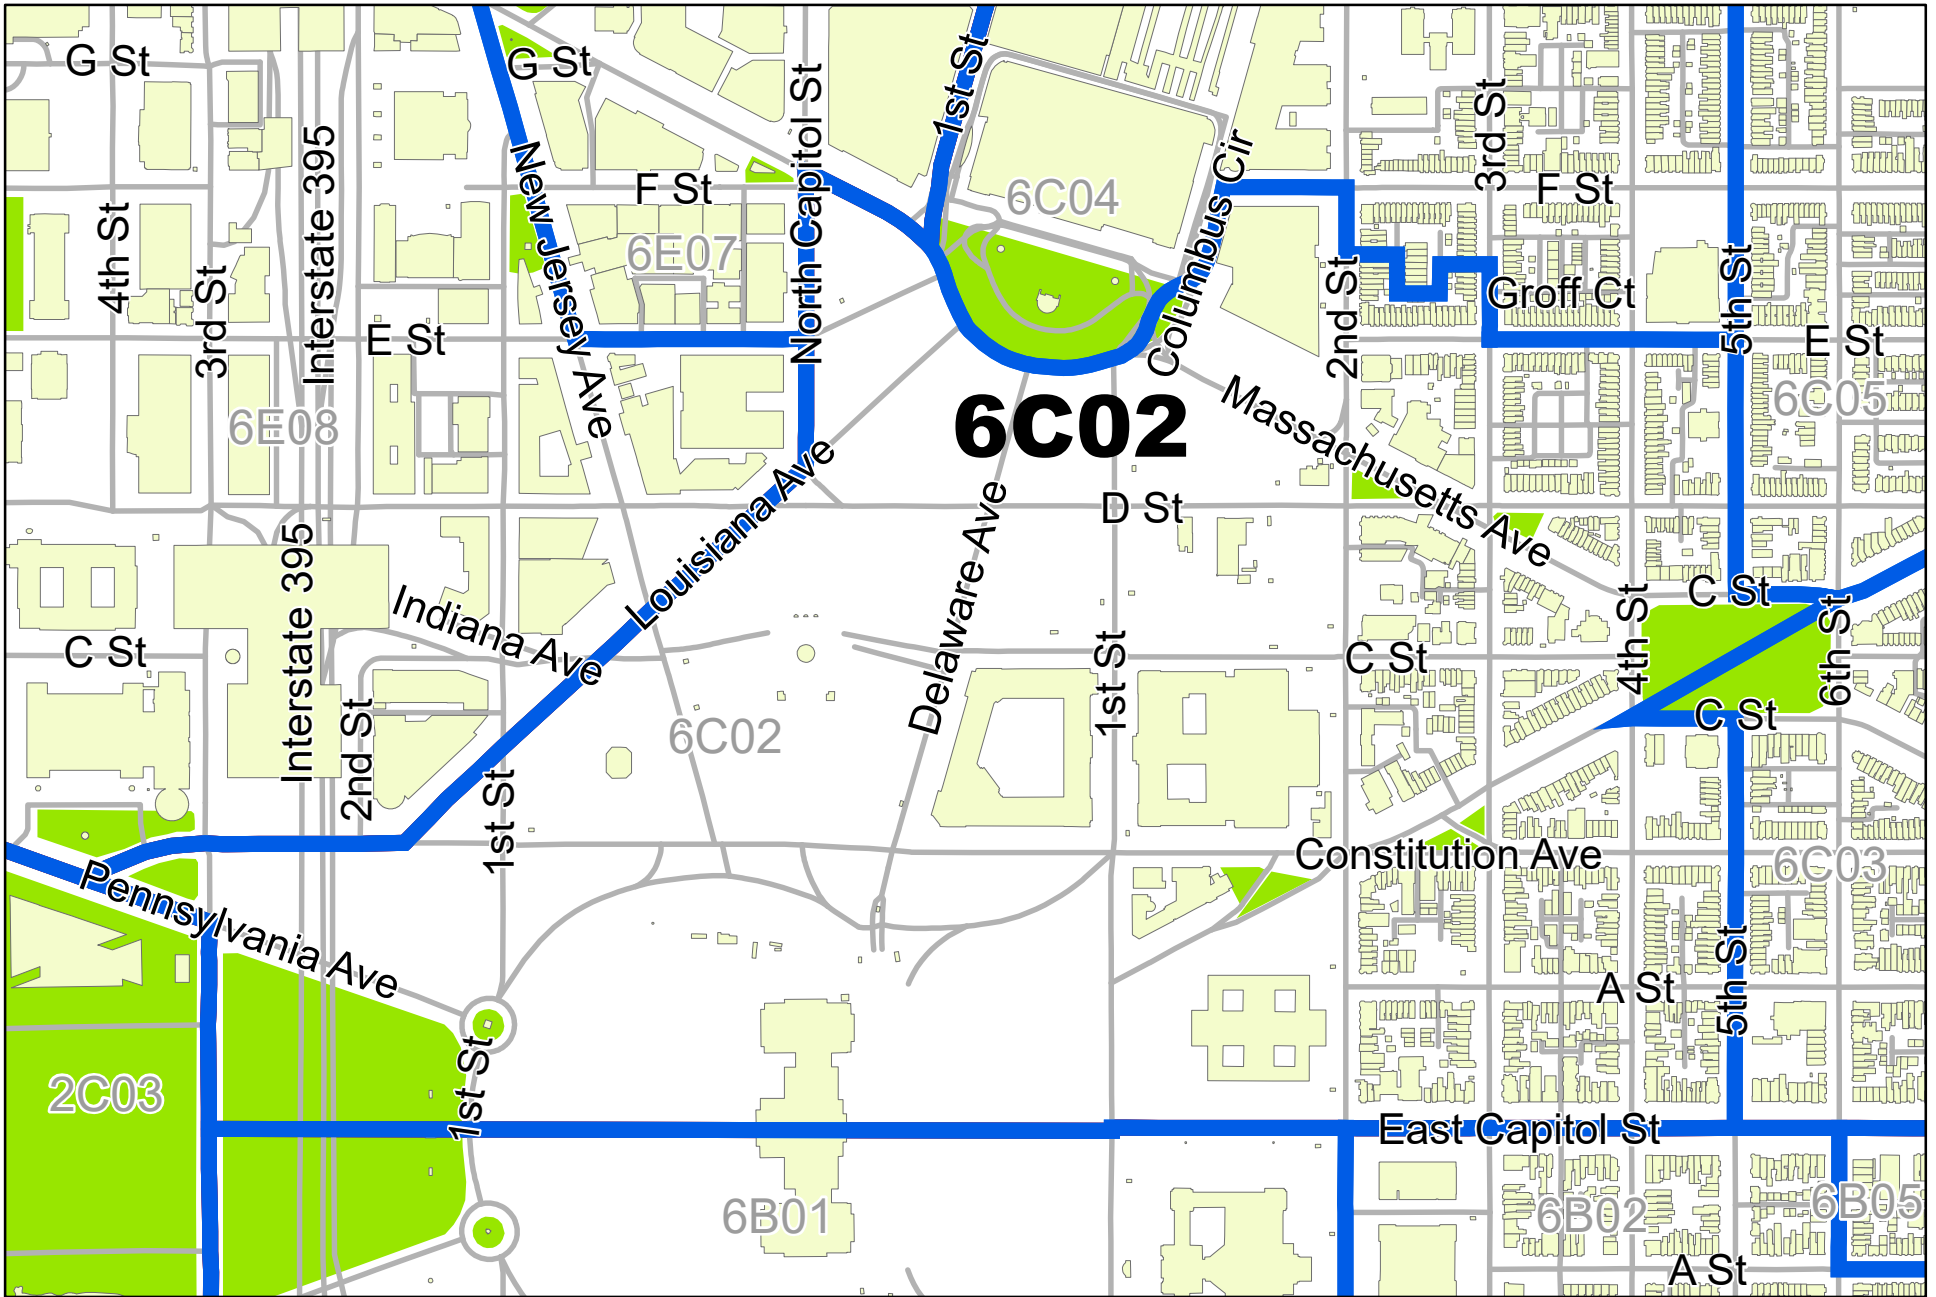 G St
G St
1st St
North Capitol St
3rd St
Interstate 395
New Jersey Ave
F St
6C04
Columbus Cir
F St
4th St
3rd St
6E07
2nd St
Groff Ct
5th St
E St
E St
6E08
6C02
Massachusetts Ave
6C05
Louisiana Ave
D St
Delaware Ave
Interstate 395
Indiana Ave
C St
C St
2nd St
1st St
C St
4th St
6th St
C St
6C02
1st St
Constitution Ave
6C03
Pennsylvania Ave
A St
5th St
2C03
1st St
East Capitol St
6B01
6B02
6B05
A St